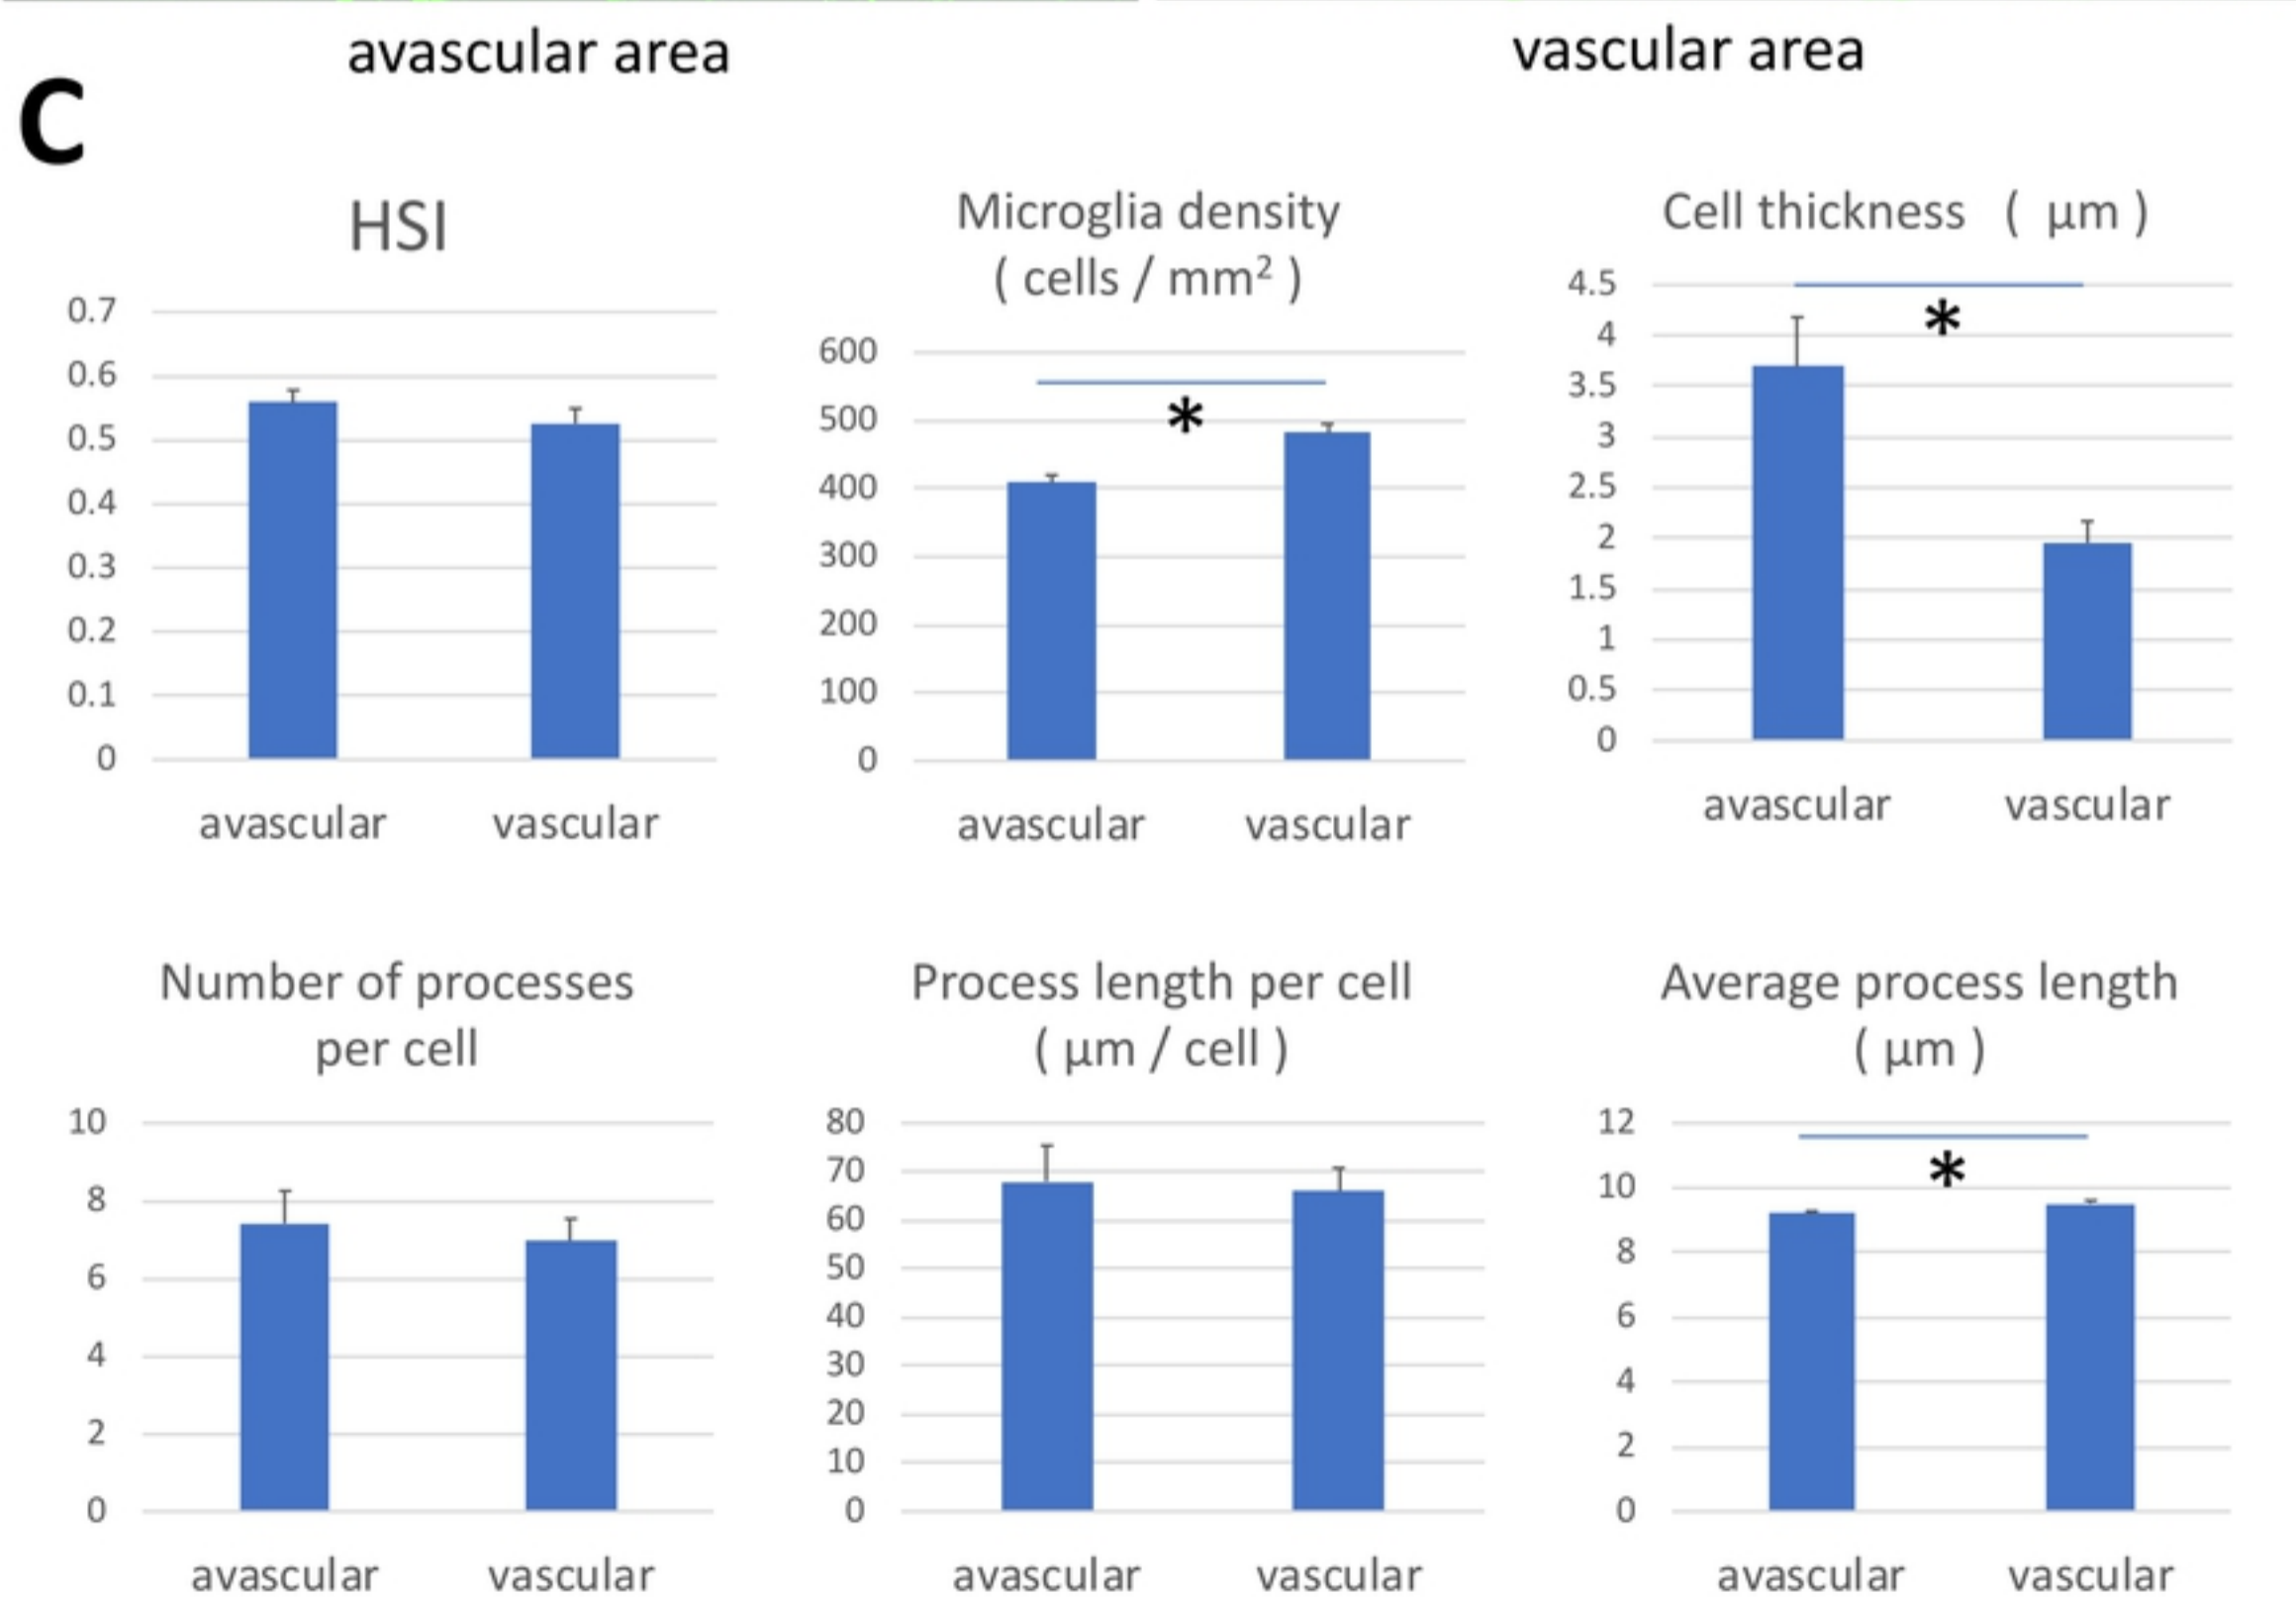 avascular area
vascular area
C
HSI
0.7
0.6
0.5
0.4
0.3
0.2
0.1
0
avascular vascular
Microglia density
( cells / mm² )
600
500
400
300
200
100
0
*
avascular vascular
Cell thickness ( μm )
4.5
4
3.5
3
2.5
2
1.5
1
0.5
0
*
avascular vascular
Number of processes
per cell
10
8
6
4
2
0
avascular vascular
Process length per cell
( μm / cell )
80
70
60
50
40
30
20
10
0
avascular vascular
Average process length
( μm )
12
10
8
6
4
2
0
*
avascular vascular